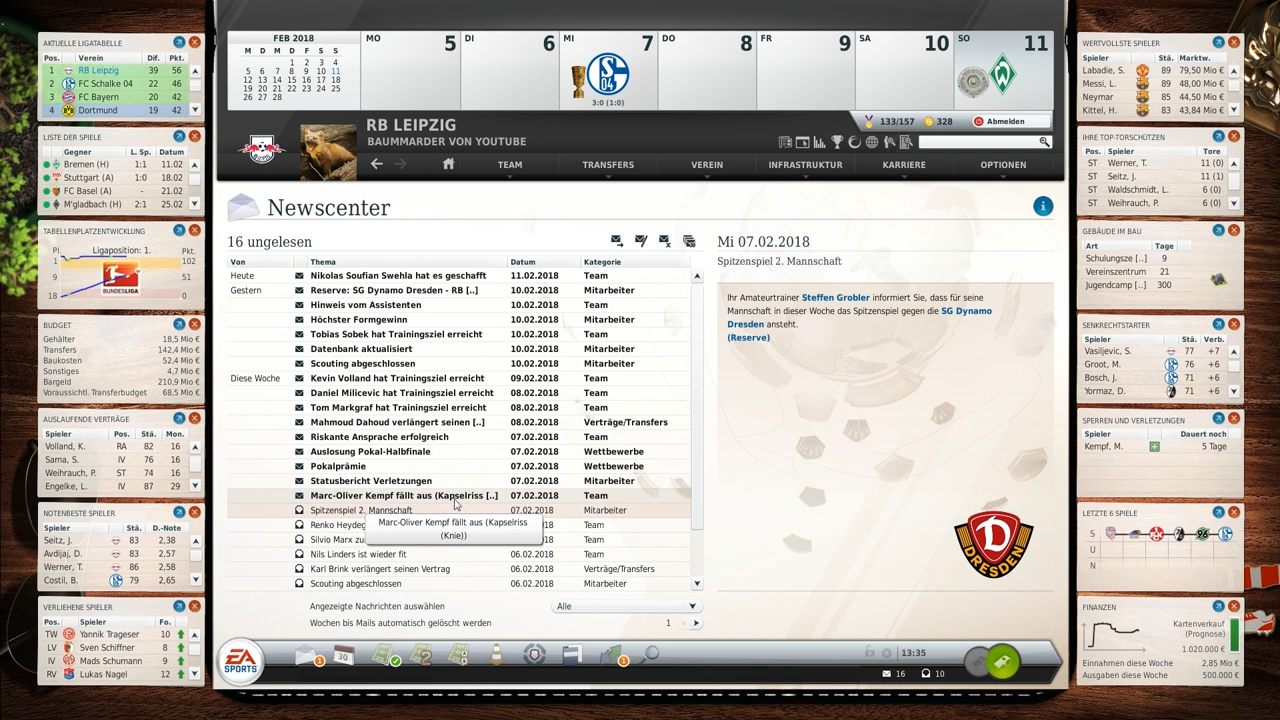 AKTUELLE LIGATABELLE
Pos. Verein Dif. Pkt.
1 RB Leipzig 39 56
2 FC Schalke 04 22 46
3 FC Bayern 20 42
4 Dortmund 19 42
LISTE DER SPIELE
Gegner L. Sp. Datum
Bremen (H) 1:1 11.02
Stuttgart (A) 1:0 18.02
FC Basel (A) - 21.02
M'gladbach (H) 2:1 25.02
TABELLENPLATZENTWICKLUNG
Pl. Ligaposition: 1. Pkt.
1 102
9 51
18 0
BUNDESLIGA
BUDGET
Gehälter 18,5 Mio €
Transfers 142,4 Mio €
Baukosten 52,4 Mio €
Sonstiges 4,7 Mio €
Bargeld 210,9 Mio €
Voraussichtl. Transferbudget 68,5 Mio €
AUSLAUFENDE VERTRÄGE
Spieler Pos. Stä. Mon.
Volland, K. RA 82 16
Sama, S. IV 76 16
Weihrauch, P. ST 74 16
Engelke, L. IV 87 29
NOTENBESTE SPIELER
Spieler Stä. D.-Note
Seitz, J. 83 2,38
Avdijaj, D. 83 2,57
Werner, T. 86 2,58
Costil, B. 79 2,65
VERLIEHENE SPIELER
Pos. Spieler Fo.
TW Yannik Trageser 10
LV Sven Schiffner 8
IV Mads Schumann 9
RV Lukas Nagel 12
FEB 2018
M D M D F S S
1 2 3 4
5 6 7 8 9 10 11
12 13 14 15 16 17 18
19 20 21 22 23 24 25
26 27 28
MO 5
DI 6
MI 7
3:0 (1:0)
DO 8
FR 9
SA 10
SO 11
RB LEIPZIG
BAUMMARDER VON YOUTUBE
133/157 328 Abmelden
TEAM TRANSFERS VEREIN INFRASTRUKTUR KARRIERE OPTIONEN
Newscenter
16 ungelesen
Von Thema Datum Kategorie
Heute Nikolas Soufian Swehla hat es geschafft 11.02.2018 Team
Gestern Reserve: SG Dynamo Dresden - RB [..] 10.02.2018 Mitarbeiter
Hinweis vom Assistenten 10.02.2018 Team
Höchster Formgewinn 10.02.2018 Mitarbeiter
Tobias Sobek hat Trainingsziel erreicht 10.02.2018 Team
Datenbank aktualisiert 10.02.2018 Mitarbeiter
Scouting abgeschlossen 10.02.2018 Mitarbeiter
Diese Woche Kevin Volland hat Trainingsziel erreicht 09.02.2018 Team
Daniel Milicevic hat Trainingsziel erreicht 08.02.2018 Team
Tom Markgraf hat Trainingsziel erreicht 08.02.2018 Team
Mahmoud Dahoud verlängert seinen [..] 08.02.2018 Verträge/Transfers
Riskante Ansprache erfolgreich 07.02.2018 Team
Auslosung Pokal-Halbfinale 07.02.2018 Wettbewerbe
Pokalprämie 07.02.2018 Wettbewerbe
Statusbericht Verletzungen 07.02.2018 Mitarbeiter
Marc-Oliver Kempf fällt aus (Kapselriss [..] 07.02.2018 Team
Spitzenspiel 2. Mannschaft 07.02.2018 Mitarbeiter
Marc-Oliver Kempf fällt aus (Kapselriss
(Knie))
Renko Heydeg Team
Silvio Marx zu Team
Nils Linders ist wieder fit 06.02.2018 Team
Karl Brink verlängert seinen Vertrag 06.02.2018 Verträge/Transfers
Scouting abgeschlossen 06.02.2018 Mitarbeiter
Angezeigte Nachrichten auswählen Alle
Wochen bis Mails automatisch gelöscht werden 1
Mi 07.02.2018
Spitzenspiel 2. Mannschaft
Ihr Amateurtrainer Steffen Grobler informiert Sie, dass für seine
Mannschaft in dieser Woche das Spitzenspiel gegen die SG Dynamo
Dresden ansteht.
(Reserve)
DRESDEN
EA
SPORTS
1
30
1
13:35
16 10
WERTVOLLSTE SPIELER
Spieler Stä. Marktw.
Labadie, S. 89 79,50 Mio €
Messi, L. 89 48,00 Mio €
Neymar 85 44,50 Mio €
Kittel, H. 83 43,84 Mio €
IHRE TOP-TORSCHÜTZEN
Pos. Spieler Tore
ST Werner, T. 11 (0)
ST Seitz, J. 11 (1)
ST Waldschmidt, L. 6 (0)
ST Weihrauch, P. 6 (0)
GEBÄUDE IM BAU
Art Tage
Schulungsze [..] 9
Vereinszentrum 21
Jugendcamp [..] 300
SENKRECHTSTARTER
Spieler Stä. Verb.
Vasiljevic, S. 77 +7
Groot, M. 76 +6
Bosch, J. 71 +6
Yormaz, D. 71 +6
SPERREN UND VERLETZUNGEN
Spieler Dauert noch
Kempf, M. 5 Tage
LETZTE 6 SPIELE
S
U
N
FINANZEN
Kartenverkauf
(Prognose)
1.020.000 €
Einnahmen diese Woche 2,85 Mio €
Ausgaben diese Woche 500.000 €